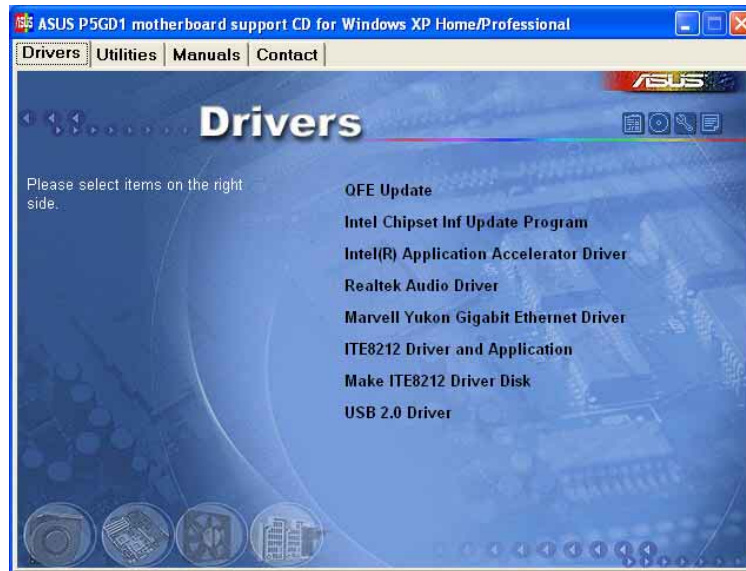 ASUS P5GD1 motherboard support CD for Windows XP Home/Professional
Drivers Utilities Manuals Contact
ASUS
Drivers
Please select items on the right
side.
QFE Update
Intel Chipset Inf Update Program
Intel(R) Application Accelerator Driver
Realtek Audio Driver
Marvell Yukon Gigabit Ethernet Driver
ITE8212 Driver and Application
Make ITE8212 Driver Disk
USB 2.0 Driver